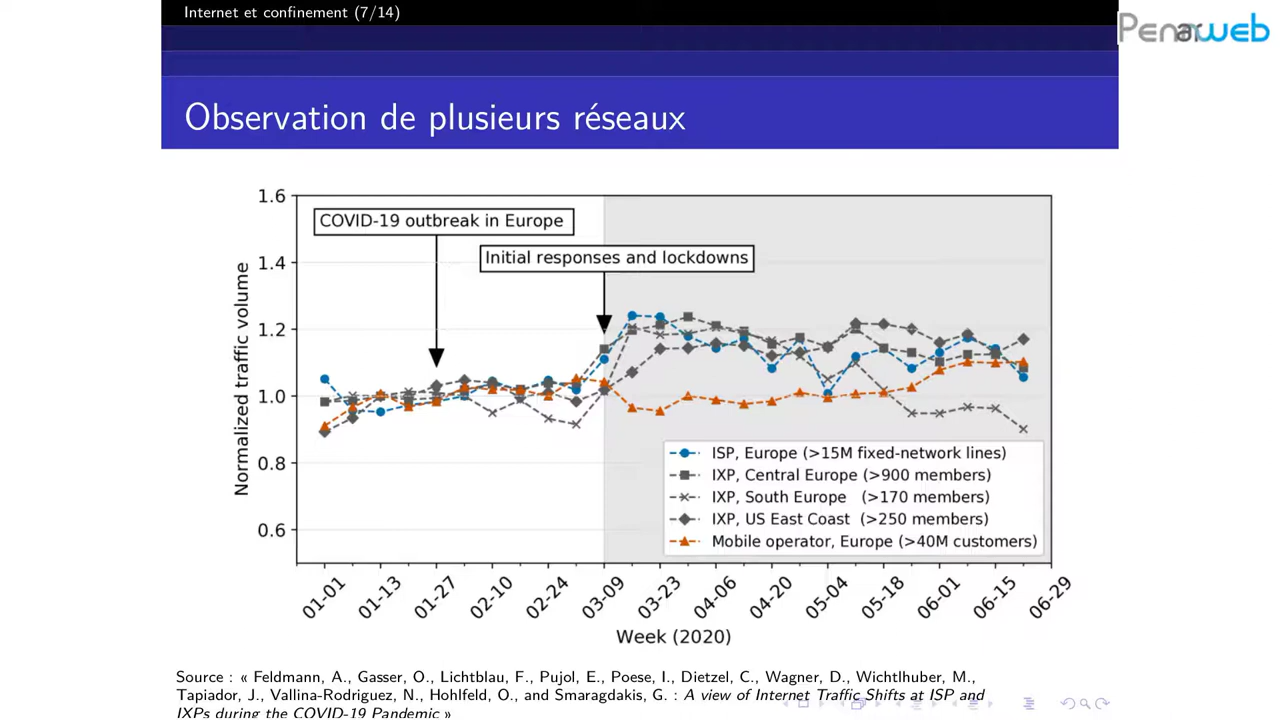 Internet et confinement (7/14)
Penarweb
Observation de plusieurs réseaux
1.6
COVID-19 outbreak in Europe
Initial responses and lockdowns
1.4
1.2
1.0
0.8
0.6
Normalized traffic volume
ISP, Europe (>15M fixed-network lines)
IXP, Central Europe (>900 members)
IXP, South Europe (>170 members)
IXP, US East Coast (>250 members)
Mobile operator, Europe (>40M customers)
01-01 01-13 01-27 02-10 02-24 03-09 03-23 04-06 04-20 05-04 05-18 06-01 06-15 06-29
Week (2020)
Source : « Feldmann, A., Gasser, O., Lichtblau, F., Pujol, E., Poese, I., Dietzel, C., Wagner, D., Wichtlhuber, M.,
Tapiador, J., Vallina-Rodriguez, N., Hohlfeld, O., and Smaragdakis, G. : A view of Internet Traffic Shifts at ISP and
IXPs during the COVID-19 Pandemic »